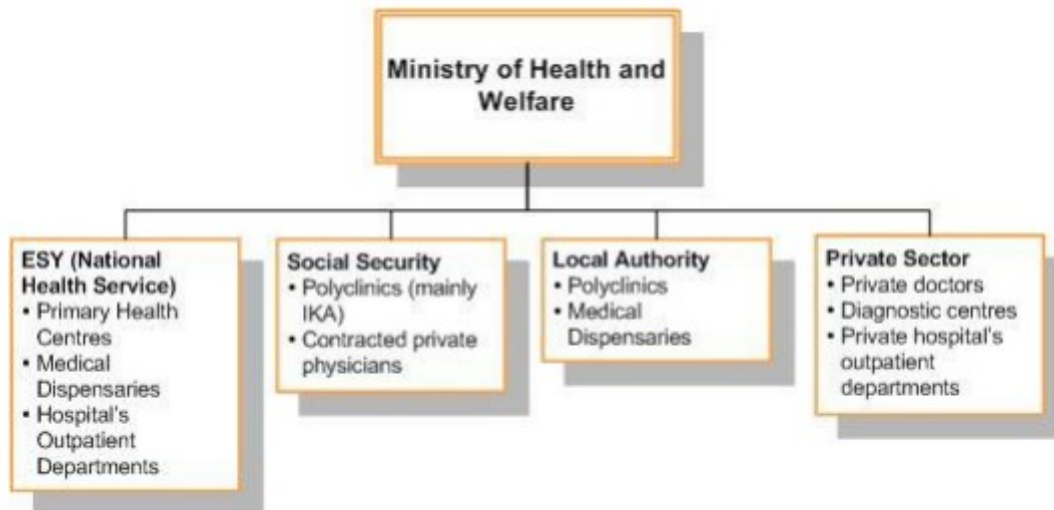 Ministry of Health and
Welfare
ESY (National
Health Service)
• Primary Health
Centres
• Medical
Dispensaries
• Hospital's
Outpatient
Departments
Social Security
• Polyclinics (mainly
IKA)
• Contracted private
physicians
Local Authority
• Polyclinics
• Medical
Dispensaries
Private Sector
• Private doctors
• Diagnostic centres
• Private hospital's
outpatient
departments